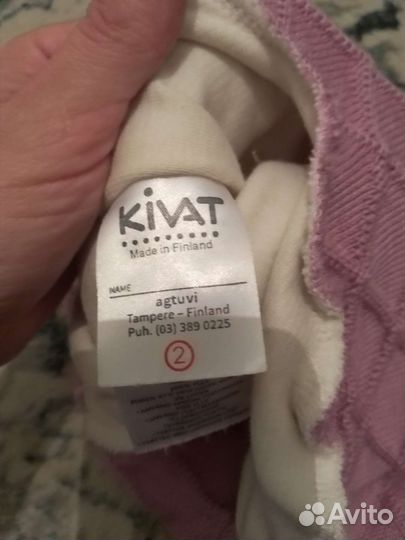 KIVAT
Made in Finland
NAME
agtuvi
Tampere – Finland
Puh. (03) 389 0225
2
Avito